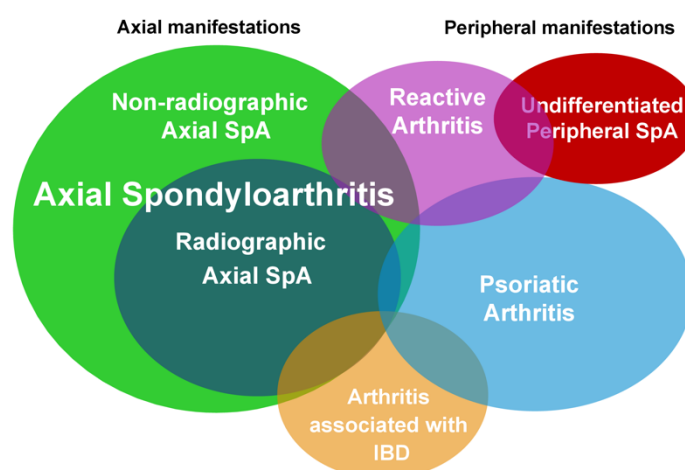 Axial manifestations
Peripheral manifestations
Non-radiographic
Axial SpA
Reactive
Arthritis
Undifferentiated
Peripheral SpA
Axial Spondyloarthritis
Radiographic
Axial SpA
Psoriatic
Arthritis
Arthritis
associated with
IBD